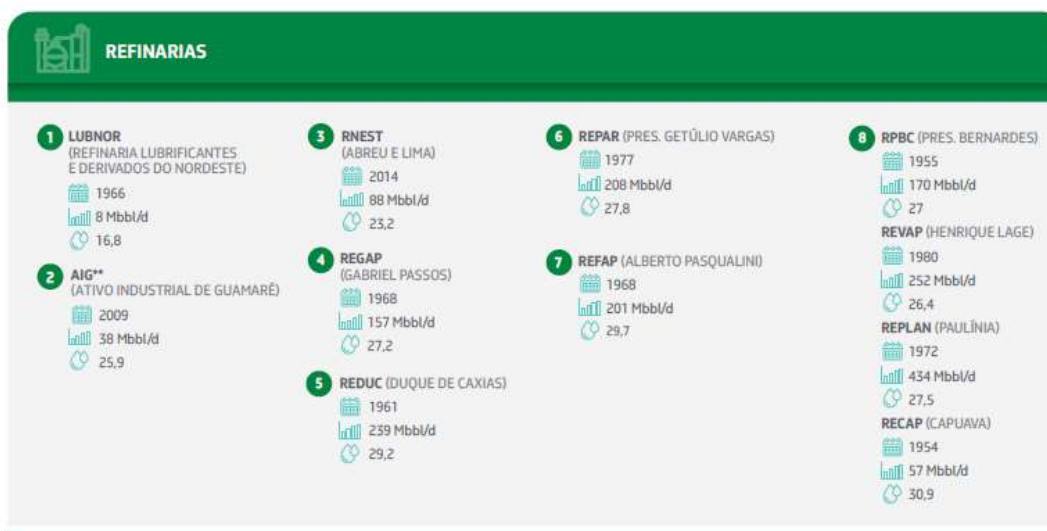 REFINARIAS
1 LUBNOR
(REFINARIA LUBRIFICANTES
E DERIVADOS DO NORDESTE)
1966
8 Mbbl/d
16,8
2 AIG**
(ATIVO INDUSTRIAL DE GUAMARÉ)
2009
38 Mbbl/d
25,9
3 RNEST
(ABREU E LIMA)
2014
88 Mbbl/d
23,2
4 REGAP
(GABRIEL PASSOS)
1968
157 Mbbl/d
27,2
5 REDUC (DUQUE DE CAXIAS)
1961
239 Mbbl/d
29,2
6 REPAR (PRES. GETÚLIO VARGAS)
1977
208 Mbbl/d
27,8
7 REFAP (ALBERTO PASQUALINI)
1968
201 Mbbl/d
29,7
8 RPBC (PRES. BERNARDES)
1955
170 Mbbl/d
27
REVAP (HENRIQUE LAGE)
1980
252 Mbbl/d
26,4
REPLAN (PAULÍNIA)
1972
434 Mbbl/d
27,5
RECAP (CAPUAVA)
1954
57 Mbbl/d
30,9